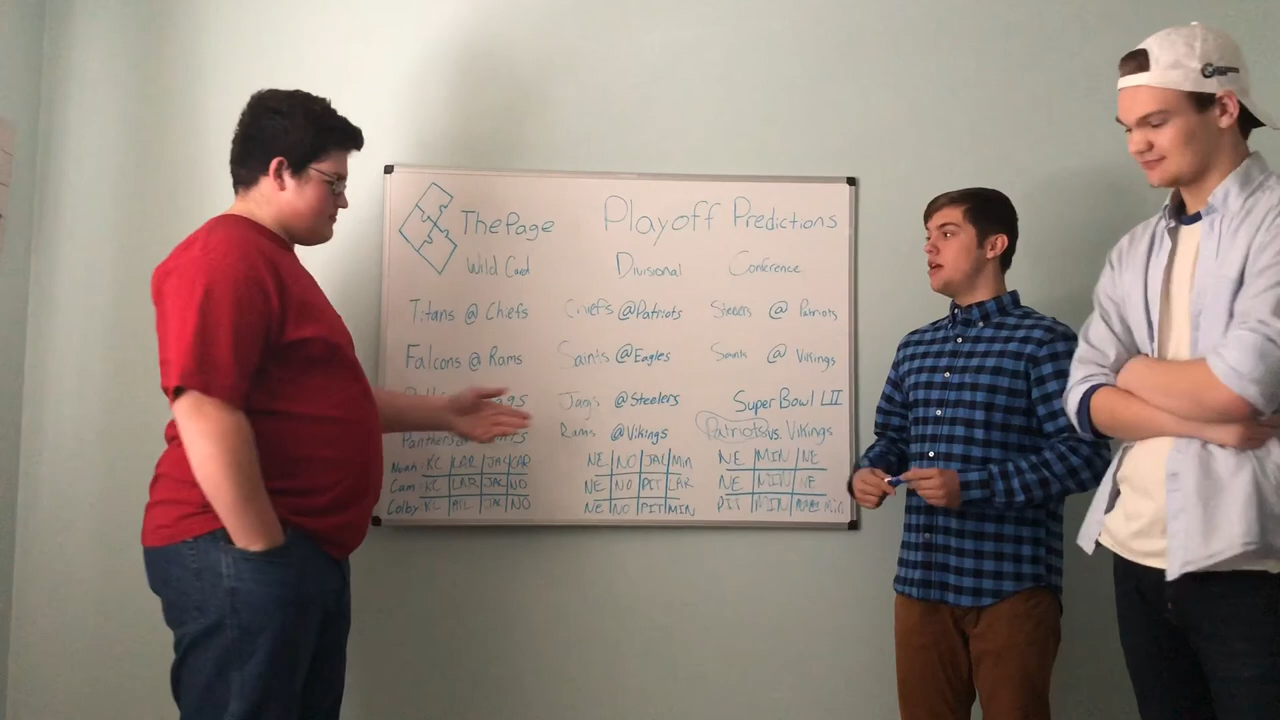 ThePage Playoff Predictions
Wild Card Divisional Conference
Titans @ Chiefs Chiefs @Patriots Steelers @ Patriots
Falcons @ Rams Saints @Eagles Saints @ Vikings
Jags @Steelers Super Bowl LII
Panthers Rams @Vikings Patriots vs. Vikings
Noah: KC LAR JAC CAR NE NO JAC Min NE MIN NE
Cam: KC LAR JAC NO NE NO PIT LAR NE MIN NE
Colby: KC ATL JAC NO NE NO PIT MIN PIT MIN Min